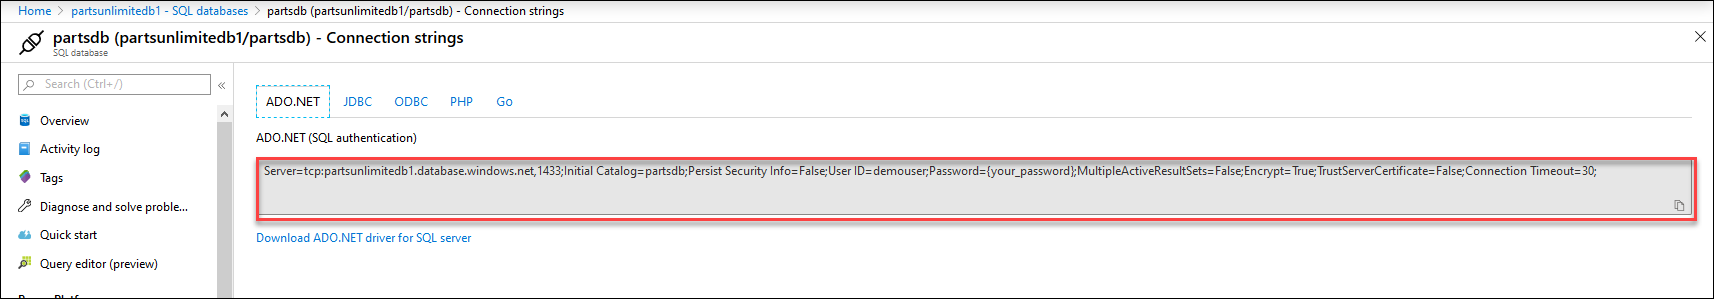 Home > partsunlimitedb1 - SQL databases > partsdb (partsunlimitedb1/partsdb) - Connection strings
partsdb (partsunlimitedb1/partsdb) - Connection strings
SQL database
Search (Ctrl+/)
«
Overview
Activity log
Tags
Diagnose and solve proble...
Quick start
Query editor (preview)
ADO.NET JDBC ODBC PHP Go
ADO.NET (SQL authentication)
Server=tcp:partsunlimitedb1.database.windows.net,1433;Initial Catalog=partsdb;Persist Security Info=False;User ID=demouser;Password={your_password};MultipleActiveResultSets=False;Encrypt=True;TrustServerCertificate=False;Connection Timeout=30;
Download ADO.NET driver for SQL server